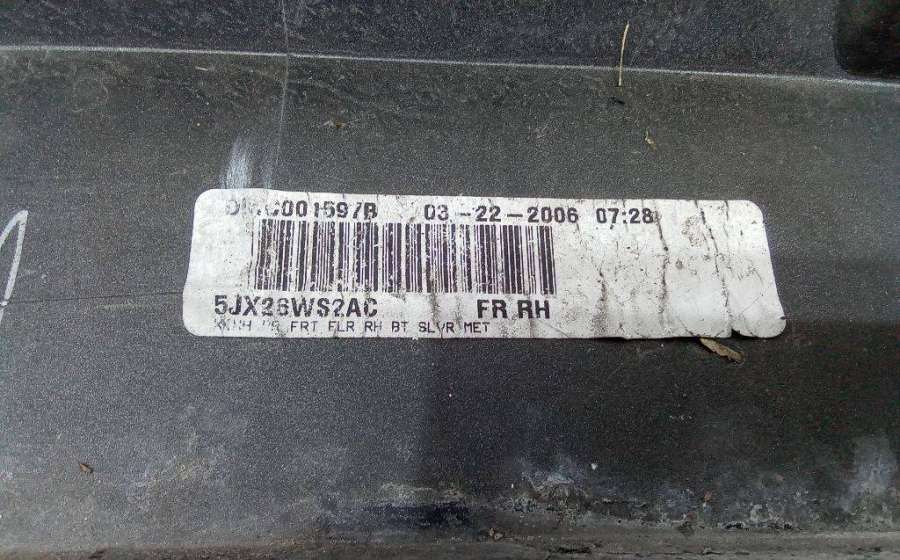 03-22-2006 07:28
5JX26WS2AC FR RH
FRT FLR RH BT SLVR MET